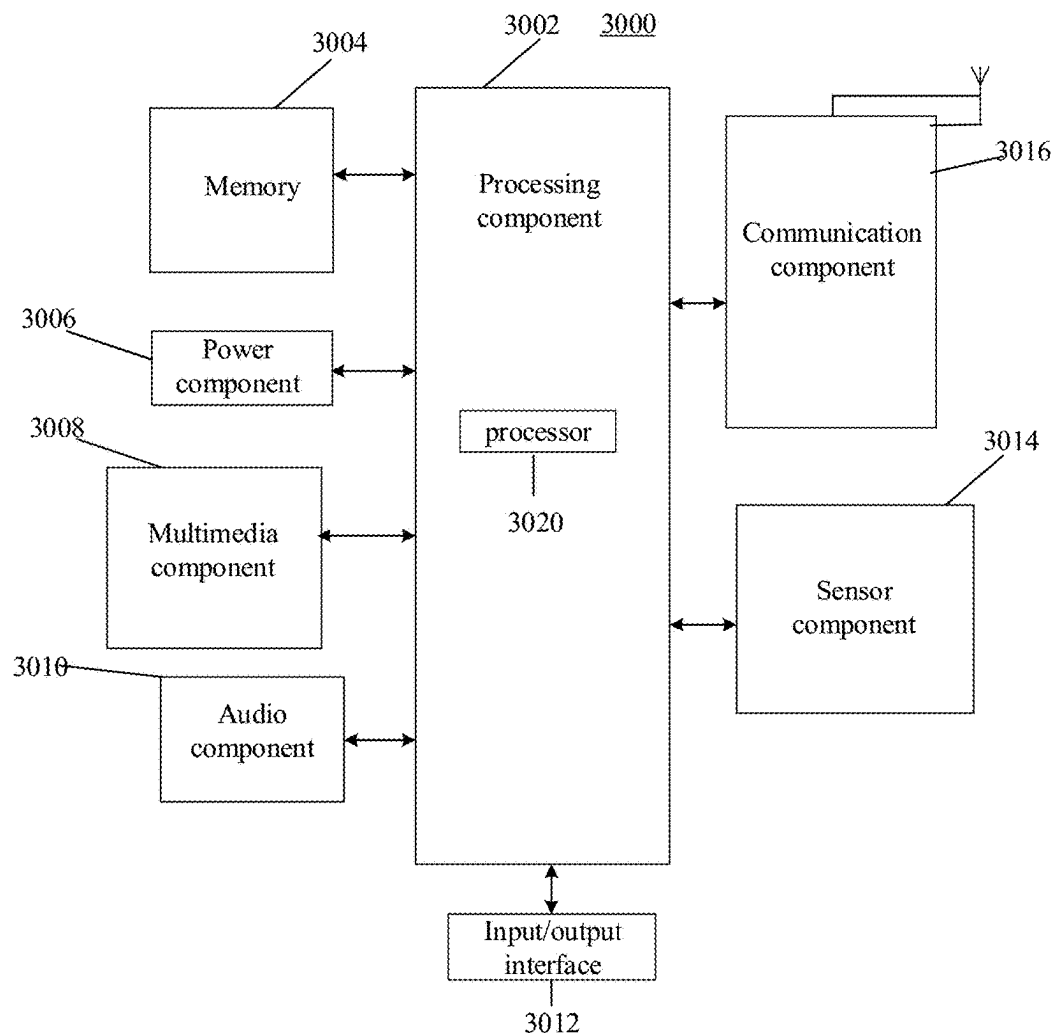 3002
3000
3004
Memory
Processing
component
3016
Communication
component
3006
Power
component
3008
processor
3020
3014
Multimedia
component
Sensor
component
3010
Audio
component
Input/output
interface
3012